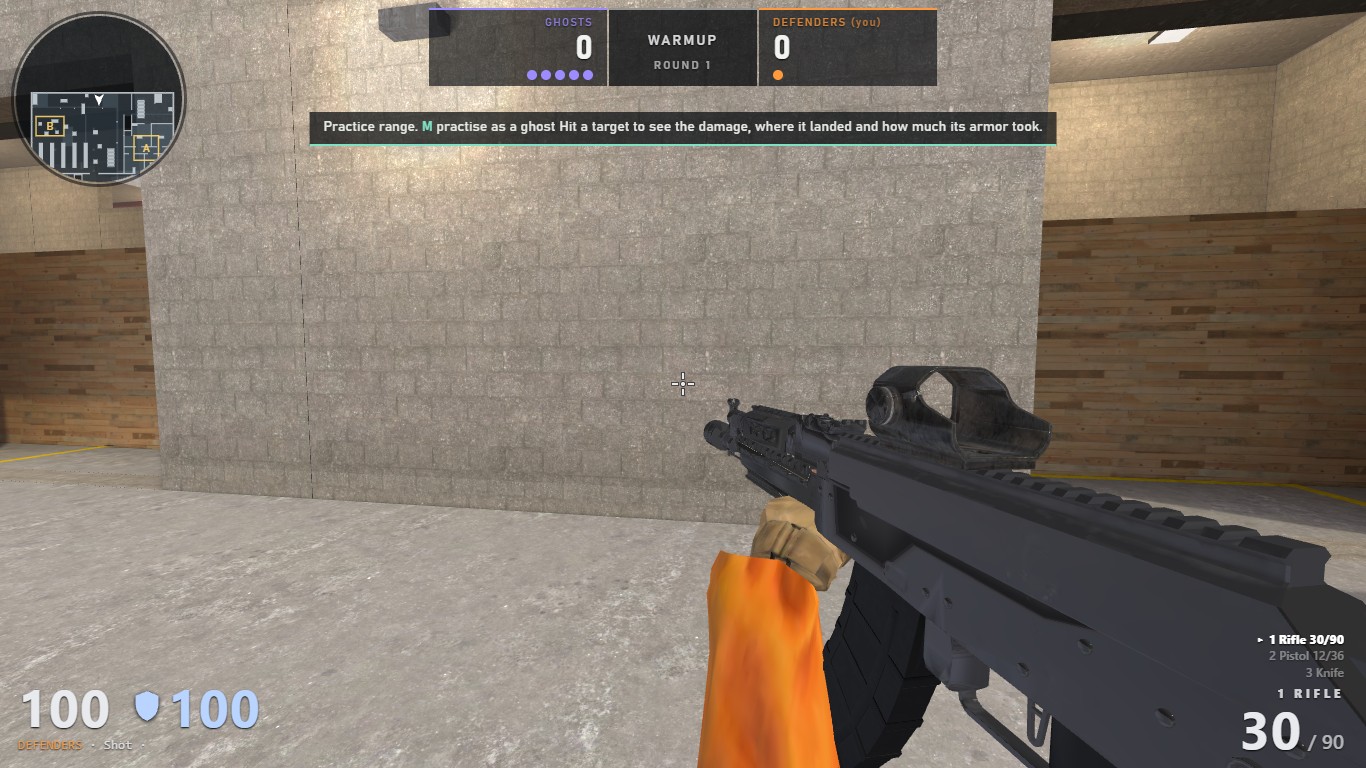 GHOSTS
0
WARMUP
ROUND 1
DEFENDERS (you)
0
B
A
Practice range. M practise as a ghost Hit a target to see the damage, where it landed and how much its armor took.
▸ 1 Rifle 30/90
2 Pistol 12/36
3 Knife
1 RIFLE
30 / 90
100 100
DEFENDERS · Shot ·